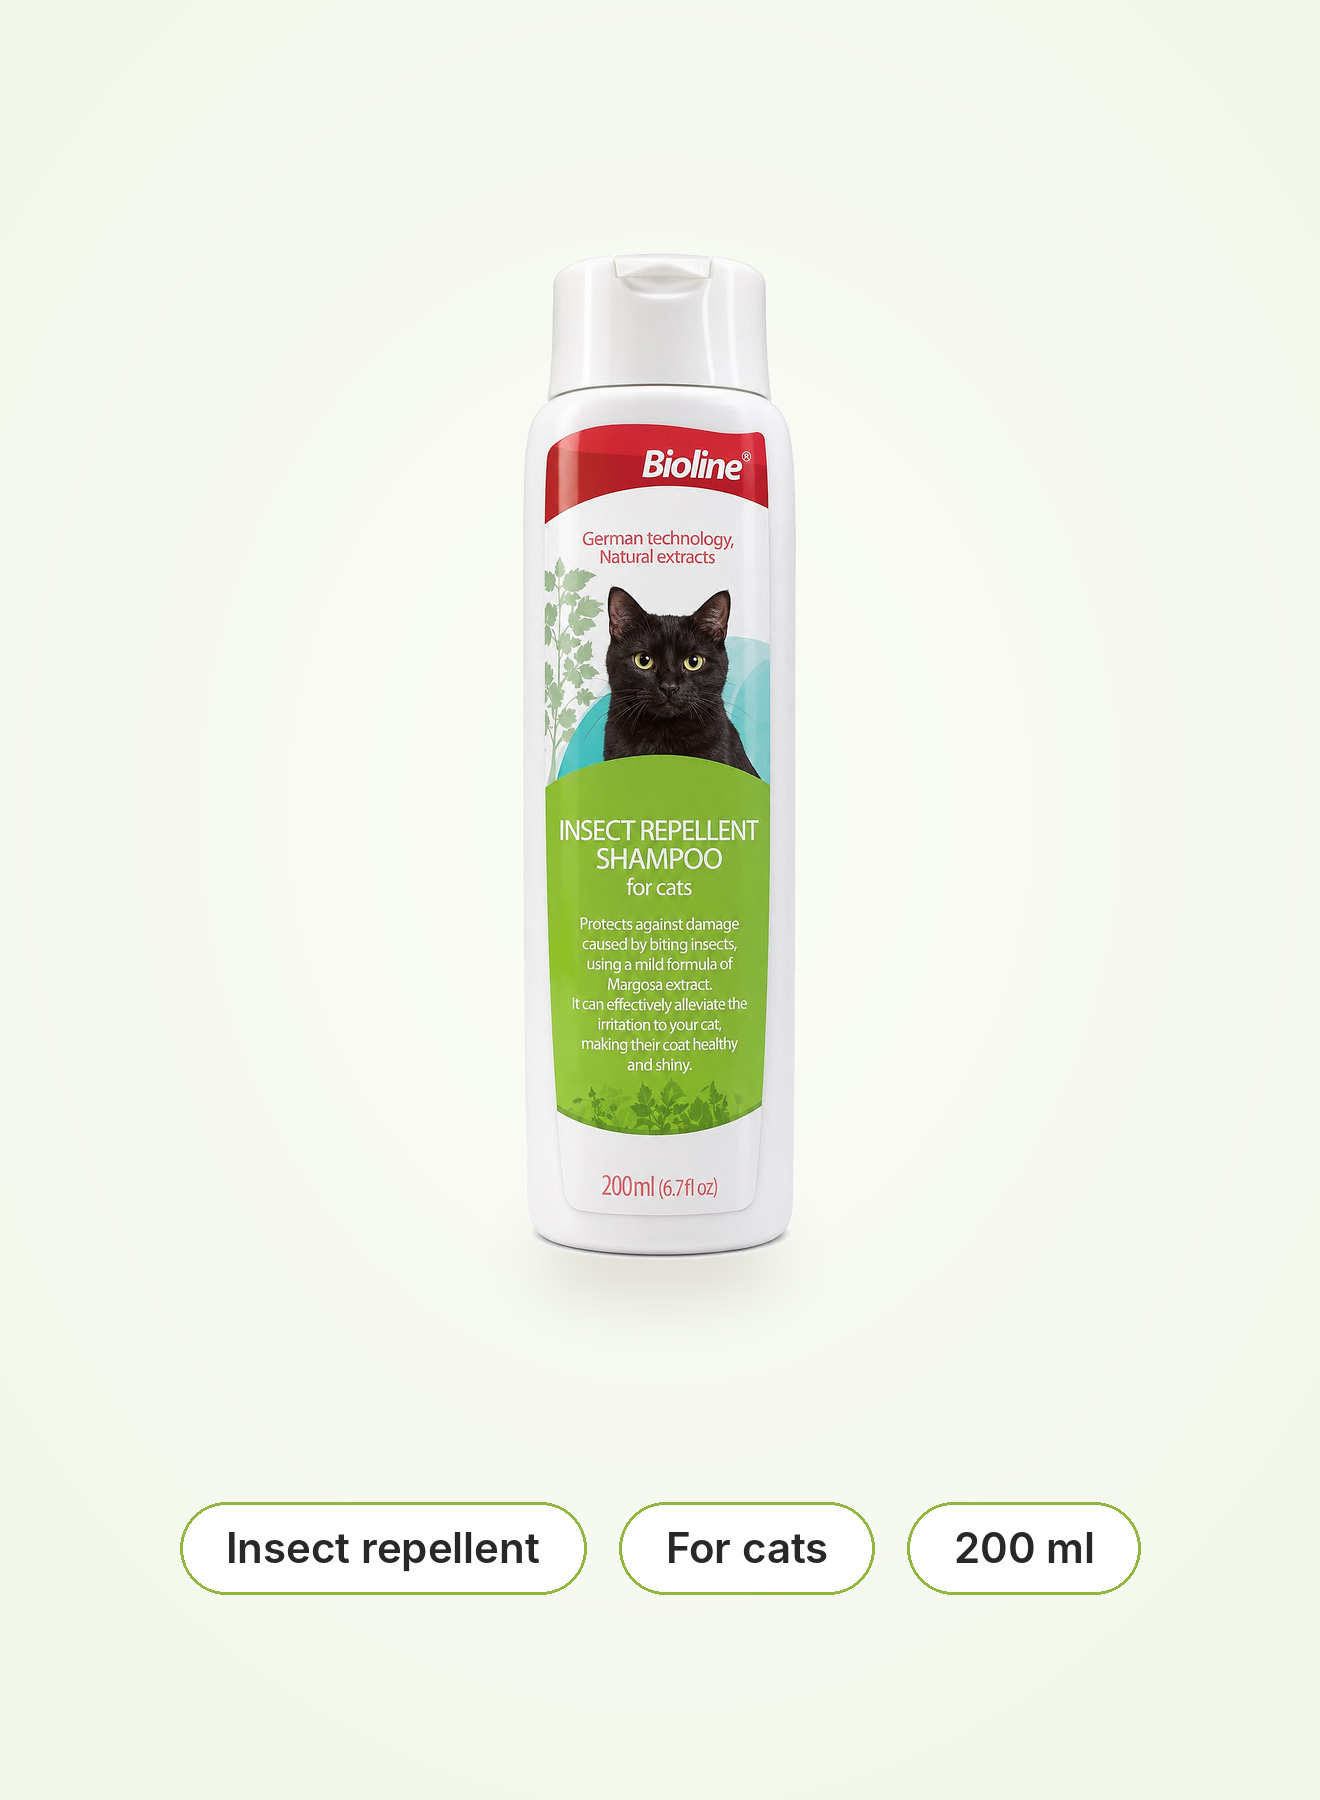 Bioline®
German technology,
Natural extracts
INSECT REPELLENT
SHAMPOO
for cats
Protects against damage
caused by biting insects,
using a mild formula of
Margosa extract.
It can effectively alleviate the
irritation to your cat,
making their coat healthy
and shiny.
200ml (6.7fl oz)
Insect repellent
For cats
200 ml